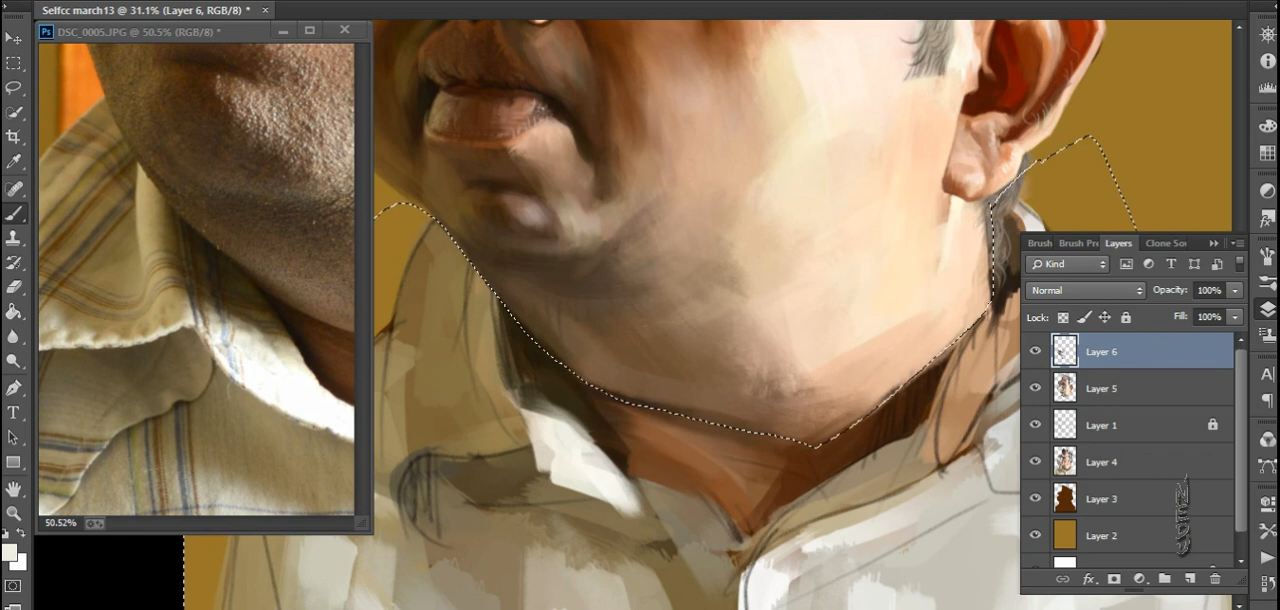 Selfcc march13 @ 31.1% (Layer 6, RGB/8) * ×
Ps DSC_0005.JPG @ 50.5% (RGB/8) *
50.52%
Brush Brush Pre Layers Clone Sou
Kind
Normal Opacity: 100%
Lock: Fill: 100%
Layer 6
Layer 5
Layer 1
Layer 4
Layer 3
Layer 2